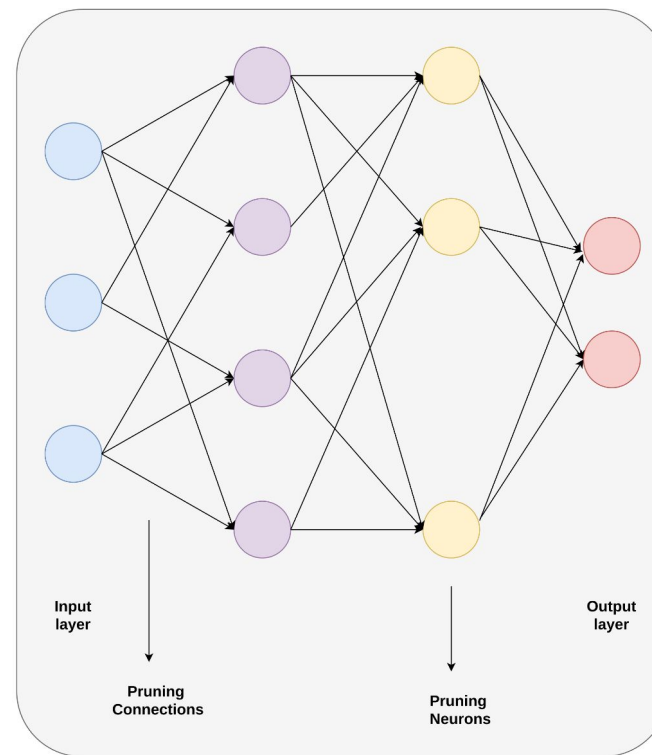 Input
layer
Output
layer
Pruning
Connections
Pruning
Neurons